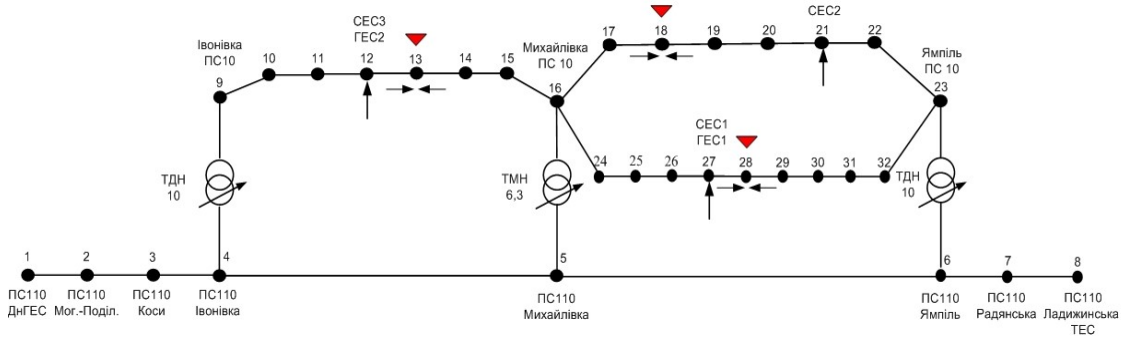 СЕС3
ГЕС2
Івонівка
ПС10
9
10
11
12
13
14
15
Михайлівка
ПС 10
16
17
18
19
20
СЕС2
21
22
Ямпіль
ПС 10
23
СЕС1
ГЕС1
24
25
26
27
28
29
30
31
32
ТДН
10
ТМН
6,3
ТДН
10
1
2
3
4
5
6
7
8
ПС110
ДнГЕС
ПС110
Мог.-Поділ.
ПС110
Коси
ПС110
Івонівка
ПС110
Михайлівка
ПС110
Ямпіль
ПС110
Радянська
ПС110
Ладижинська
ТЕС